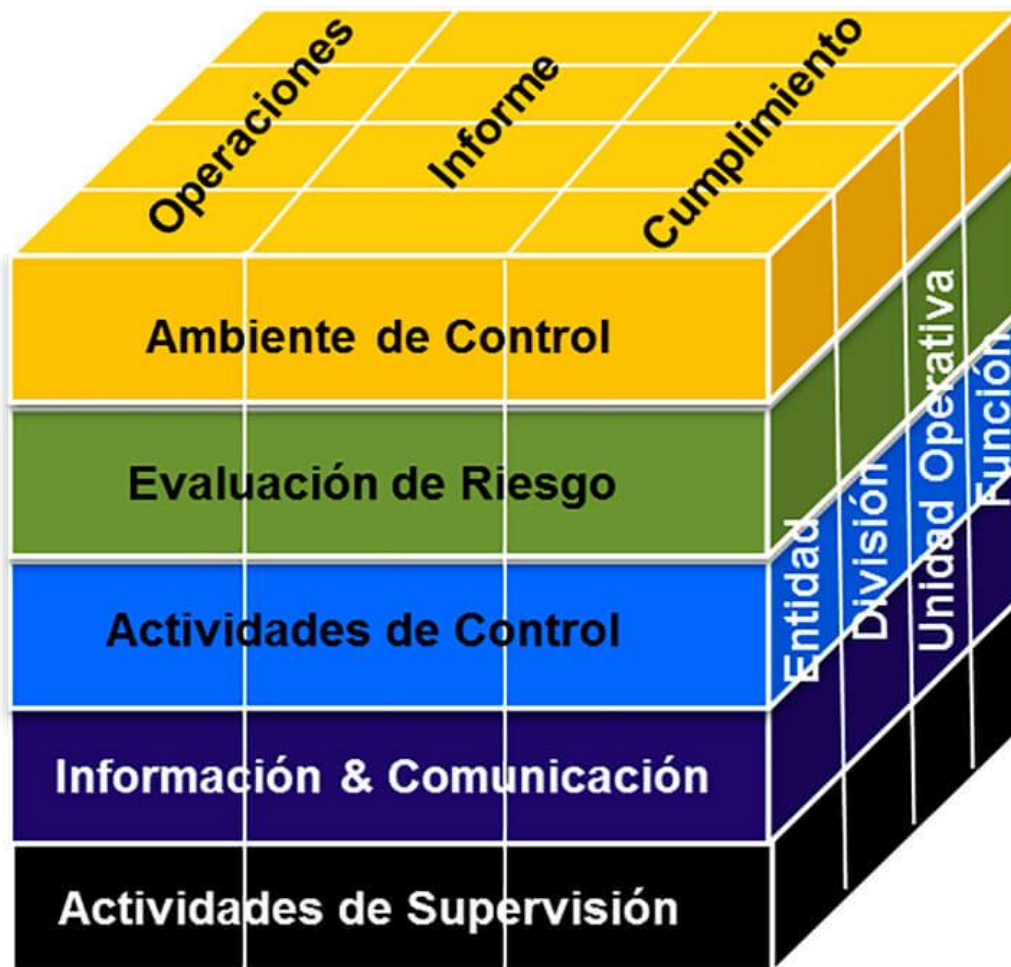 Operaciones
Informe
Cumplimiento
Ambiente de Control
Evaluación de Riesgo
Actividades de Control
Información & Comunicación
Actividades de Supervisión
Entidad
División
Unidad Operativa
Función